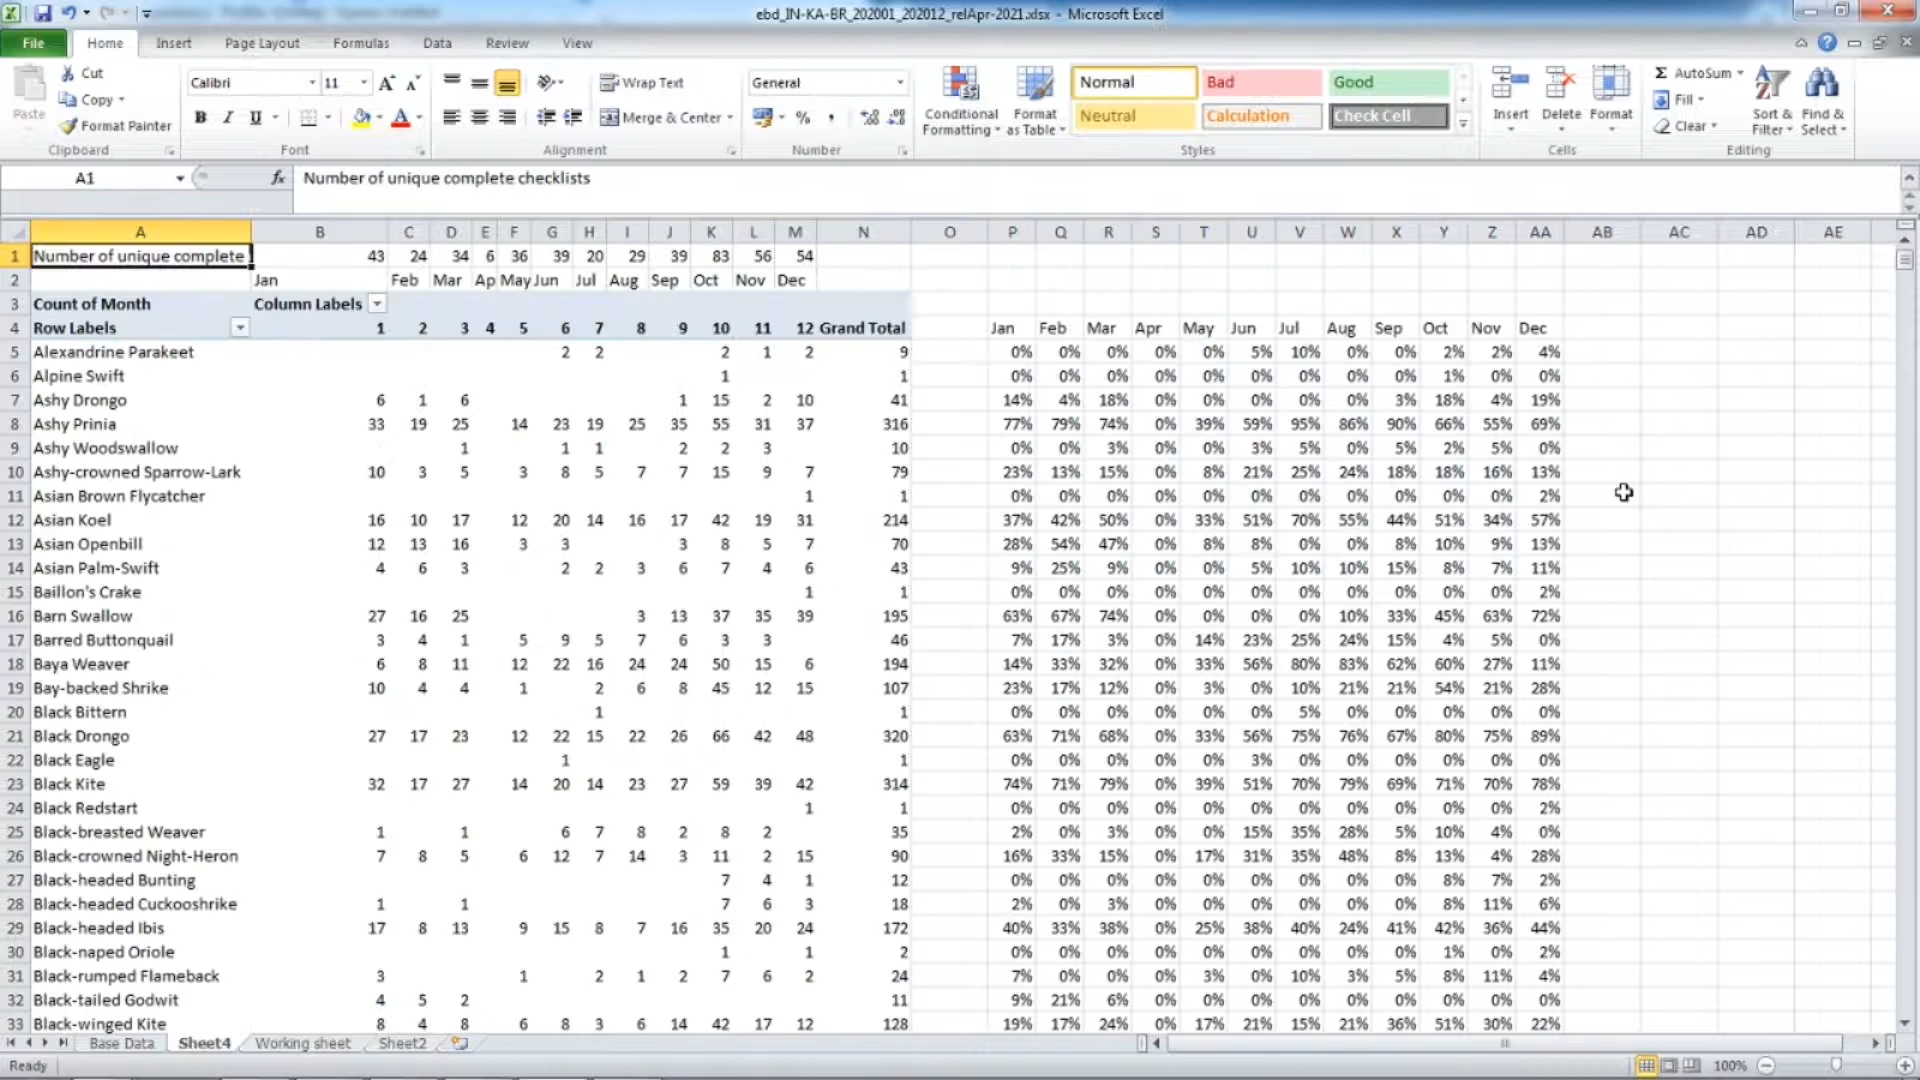 ebd_IN-KA-BR_202001_202012_relApr-2021.xlsx - Microsoft Excel
File Home Insert Page Layout Formulas Data Review View
Paste Cut Copy Format Painter Clipboard
Calibri 11 A A B I U A Font
Wrap Text Merge & Center Alignment
General % , Number
Conditional Formatting Format as Table Normal Bad Good Neutral Calculation Check Cell Styles
Insert Delete Format Cells
Σ AutoSum Fill Clear Sort & Filter Find & Select Editing
A1 fx Number of unique complete checklists
A B C D E F G H I J K L M N O P Q R S T U V W X Y Z AA AB AC AD AE
1 Number of unique complete 43 24 34 6 36 39 20 29 39 83 56 54
2 Jan Feb Mar Ap May Jun Jul Aug Sep Oct Nov Dec
3 Count of Month Column Labels
4 Row Labels 1 2 3 4 5 6 7 8 9 10 11 12 Grand Total Jan Feb Mar Apr May Jun Jul Aug Sep Oct Nov Dec
5 Alexandrine Parakeet 2 2 2 1 2 9 0% 0% 0% 0% 0% 5% 10% 0% 0% 2% 2% 4%
6 Alpine Swift 1 1 0% 0% 0% 0% 0% 0% 0% 0% 0% 1% 0% 0%
7 Ashy Drongo 6 1 6 1 15 2 10 41 14% 4% 18% 0% 0% 0% 0% 0% 3% 18% 4% 19%
8 Ashy Prinia 33 19 25 14 23 19 25 35 55 31 37 316 77% 79% 74% 0% 39% 59% 95% 86% 90% 66% 55% 69%
9 Ashy Woodswallow 1 1 1 2 2 3 10 0% 0% 3% 0% 0% 3% 5% 0% 5% 2% 5% 0%
10 Ashy-crowned Sparrow-Lark 10 3 5 3 8 5 7 7 15 9 7 79 23% 13% 15% 0% 8% 21% 25% 24% 18% 18% 16% 13%
11 Asian Brown Flycatcher 1 1 0% 0% 0% 0% 0% 0% 0% 0% 0% 0% 0% 2%
12 Asian Koel 16 10 17 12 20 14 16 17 42 19 31 214 37% 42% 50% 0% 33% 51% 70% 55% 44% 51% 34% 57%
13 Asian Openbill 12 13 16 3 3 3 8 5 7 70 28% 54% 47% 0% 8% 8% 0% 0% 8% 10% 9% 13%
14 Asian Palm-Swift 4 6 3 2 2 3 6 7 4 6 43 9% 25% 9% 0% 0% 5% 10% 10% 15% 8% 7% 11%
15 Baillon's Crake 1 1 0% 0% 0% 0% 0% 0% 0% 0% 0% 0% 0% 2%
16 Barn Swallow 27 16 25 3 13 37 35 39 195 63% 67% 74% 0% 0% 0% 0% 10% 33% 45% 63% 72%
17 Barred Buttonquail 3 4 1 5 9 5 7 6 3 3 46 7% 17% 3% 0% 14% 23% 25% 24% 15% 4% 5% 0%
18 Baya Weaver 6 8 11 12 22 16 24 24 50 15 6 194 14% 33% 32% 0% 33% 56% 80% 83% 62% 60% 27% 11%
19 Bay-backed Shrike 10 4 4 1 2 6 8 45 12 15 107 23% 17% 12% 0% 3% 0% 10% 21% 21% 54% 21% 28%
20 Black Bittern 1 1 0% 0% 0% 0% 0% 0% 5% 0% 0% 0% 0% 0%
21 Black Drongo 27 17 23 12 22 15 22 26 66 42 48 320 63% 71% 68% 0% 33% 56% 75% 76% 67% 80% 75% 89%
22 Black Eagle 1 1 0% 0% 0% 0% 0% 3% 0% 0% 0% 0% 0% 0%
23 Black Kite 32 17 27 14 20 14 23 27 59 39 42 314 74% 71% 79% 0% 39% 51% 70% 79% 69% 71% 70% 78%
24 Black Redstart 1 1 0% 0% 0% 0% 0% 0% 0% 0% 0% 0% 0% 2%
25 Black-breasted Weaver 1 1 6 7 8 2 8 2 35 2% 0% 3% 0% 0% 15% 35% 28% 5% 10% 4% 0%
26 Black-crowned Night-Heron 7 8 5 6 12 7 14 3 11 2 15 90 16% 33% 15% 0% 17% 31% 35% 48% 8% 13% 4% 28%
27 Black-headed Bunting 7 4 1 12 0% 0% 0% 0% 0% 0% 0% 0% 0% 8% 7% 2%
28 Black-headed Cuckooshrike 1 1 7 6 3 18 2% 0% 3% 0% 0% 0% 0% 0% 0% 8% 11% 6%
29 Black-headed Ibis 17 8 13 9 15 8 7 16 35 20 24 172 40% 33% 38% 0% 25% 38% 40% 24% 41% 42% 36% 44%
30 Black-naped Oriole 1 1 2 0% 0% 0% 0% 0% 0% 0% 0% 0% 1% 0% 2%
31 Black-rumped Flameback 3 1 2 1 2 7 6 2 24 7% 0% 0% 0% 3% 0% 10% 3% 5% 8% 11% 4%
32 Black-tailed Godwit 4 5 2 11 9% 21% 6% 0% 0% 0% 0% 0% 0% 0% 0% 0%
33 Black-winged Kite 8 4 8 6 8 3 6 14 42 17 12 128 19% 17% 24% 0% 17% 21% 15% 21% 36% 51% 30% 22%
Base Data Sheet4 Working sheet Sheet2
Ready 100%